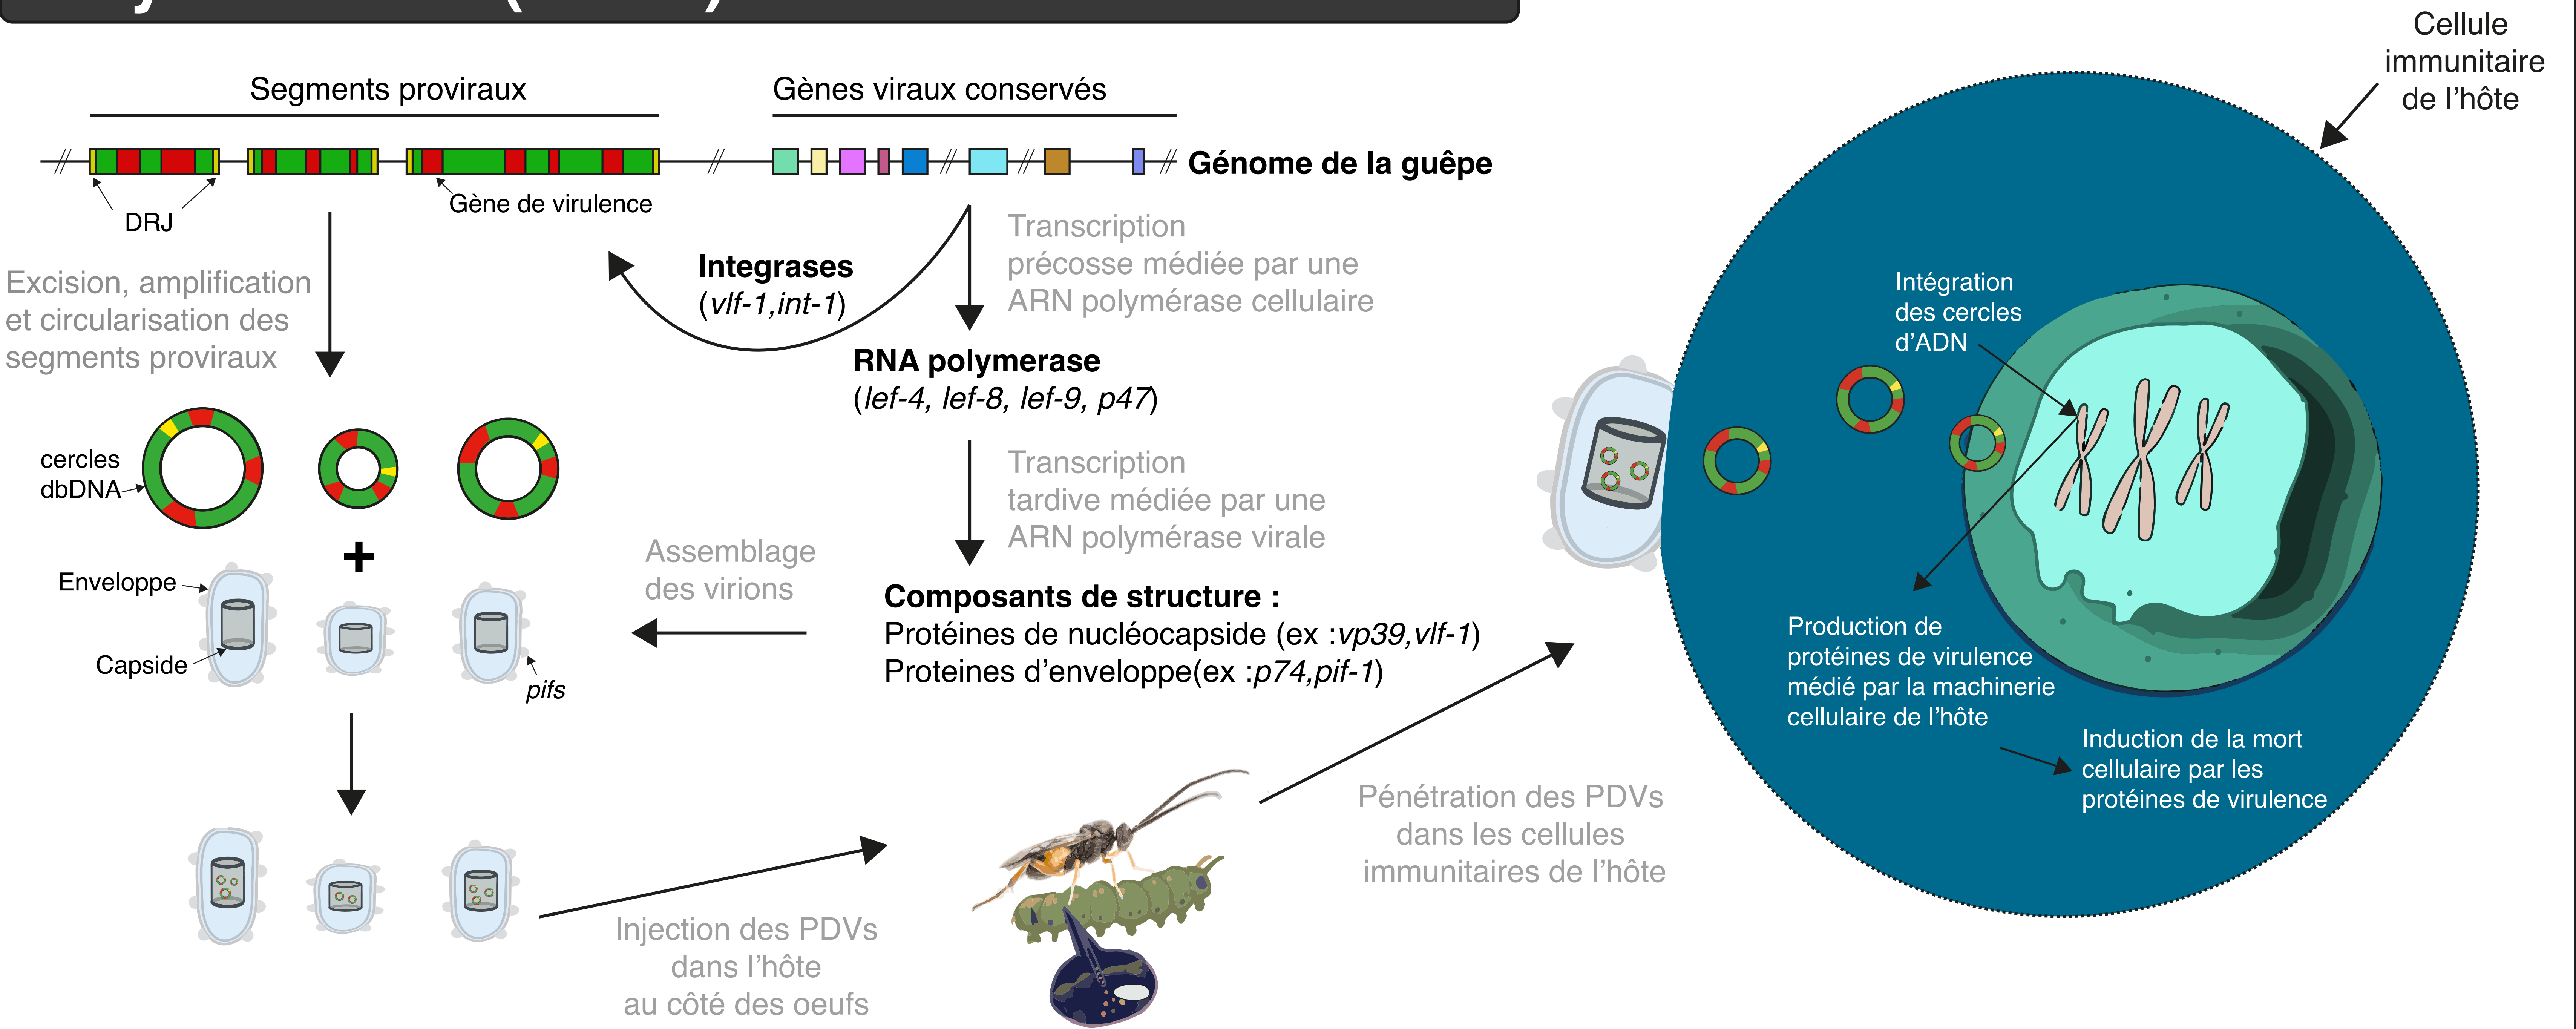 Segments proviraux
Gènes viraux conservés
Génome de la guêpe
DRJ
Gène de virulence
Excision, amplification
et circularisation des
segments proviraux
Integrases
(vlf-1,int-1)
Transcription
précosse médiée par une
ARN polymérase cellulaire
RNA polymerase
(lef-4, lef-8, lef-9, p47)
Transcription
tardive médiée par une
ARN polymérase virale
cercles
dbDNA
+
Enveloppe
Capside
pifs
Assemblage
des virions
Composants de structure :
Protéines de nucléocapside (ex :vp39,vlf-1)
Proteines d'enveloppe(ex :p74,pif-1)
Injection des PDVs
dans l'hôte
au côté des oeufs
Pénétration des PDVs
dans les cellules
immunitaires de l'hôte
Cellule
immunitaire
de l'hôte
Intégration
des cercles
d'ADN
Production de
protéines de virulence
médié par la machinerie
cellulaire de l'hôte
Induction de la mort
cellulaire par les
protéines de virulence